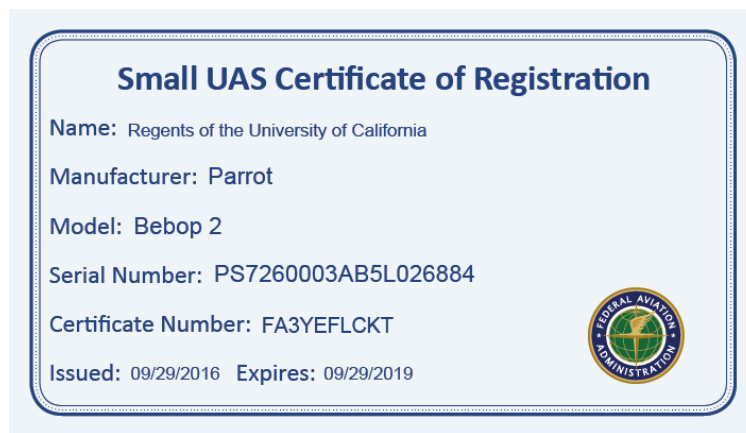 Small UAS Certificate of Registration
Name: Regents of the University of California
Manufacturer: Parrot
Model: Bebop 2
Serial Number: PS7260003AB5L026884
Certificate Number: FA3YEFLCKT
Issued: 09/29/2016 Expires: 09/29/2019
FEDERAL AVIATION
ADMINISTRATION